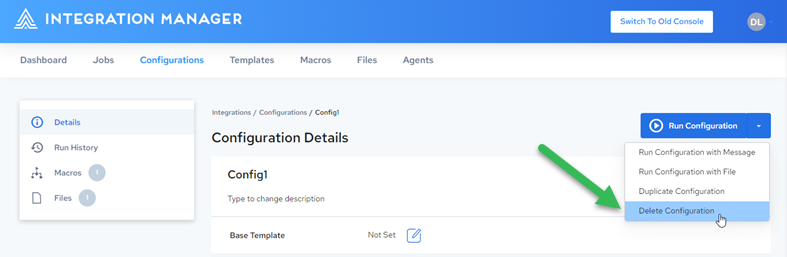 INTEGRATION MANAGER
Switch To Old Console
DL
Dashboard Jobs Configurations Templates Macros Files Agents
Integrations / Configurations / Config1
Details
Run History
Macros 1
Files 1
Configuration Details
Run Configuration
Run Configuration with Message
Run Configuration with File
Duplicate Configuration
Delete Configuration
Config1
Type to change description
Base Template Not Set